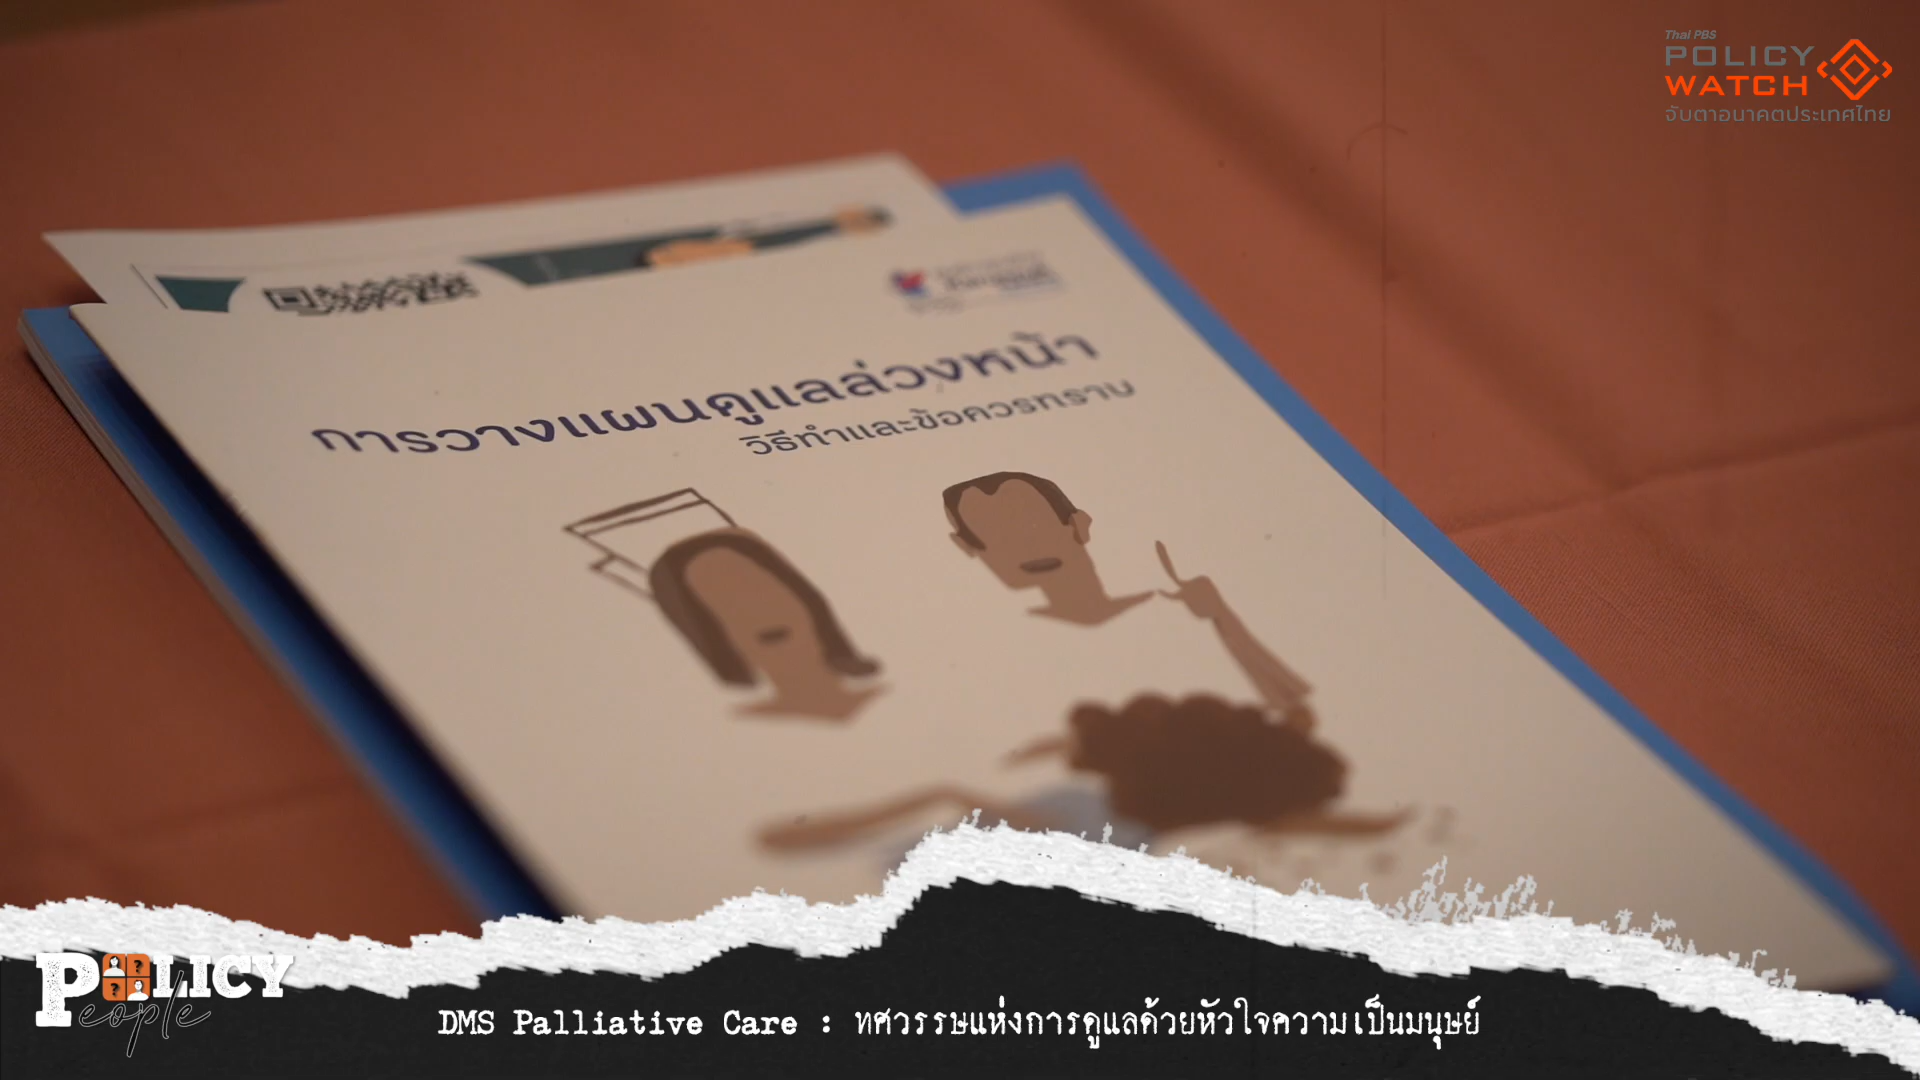 Thai PBS
POLICY
WATCH
จับตาอนาคตประเทศไทย
การวางแผนดูแลล่วงหน้า
วิธีทำและข้อควรทราบ
POLICY
People
DMS Palliative Care : ทศวรรษแห่งการดูแลด้วยหัวใจความเป็นมนุษย์